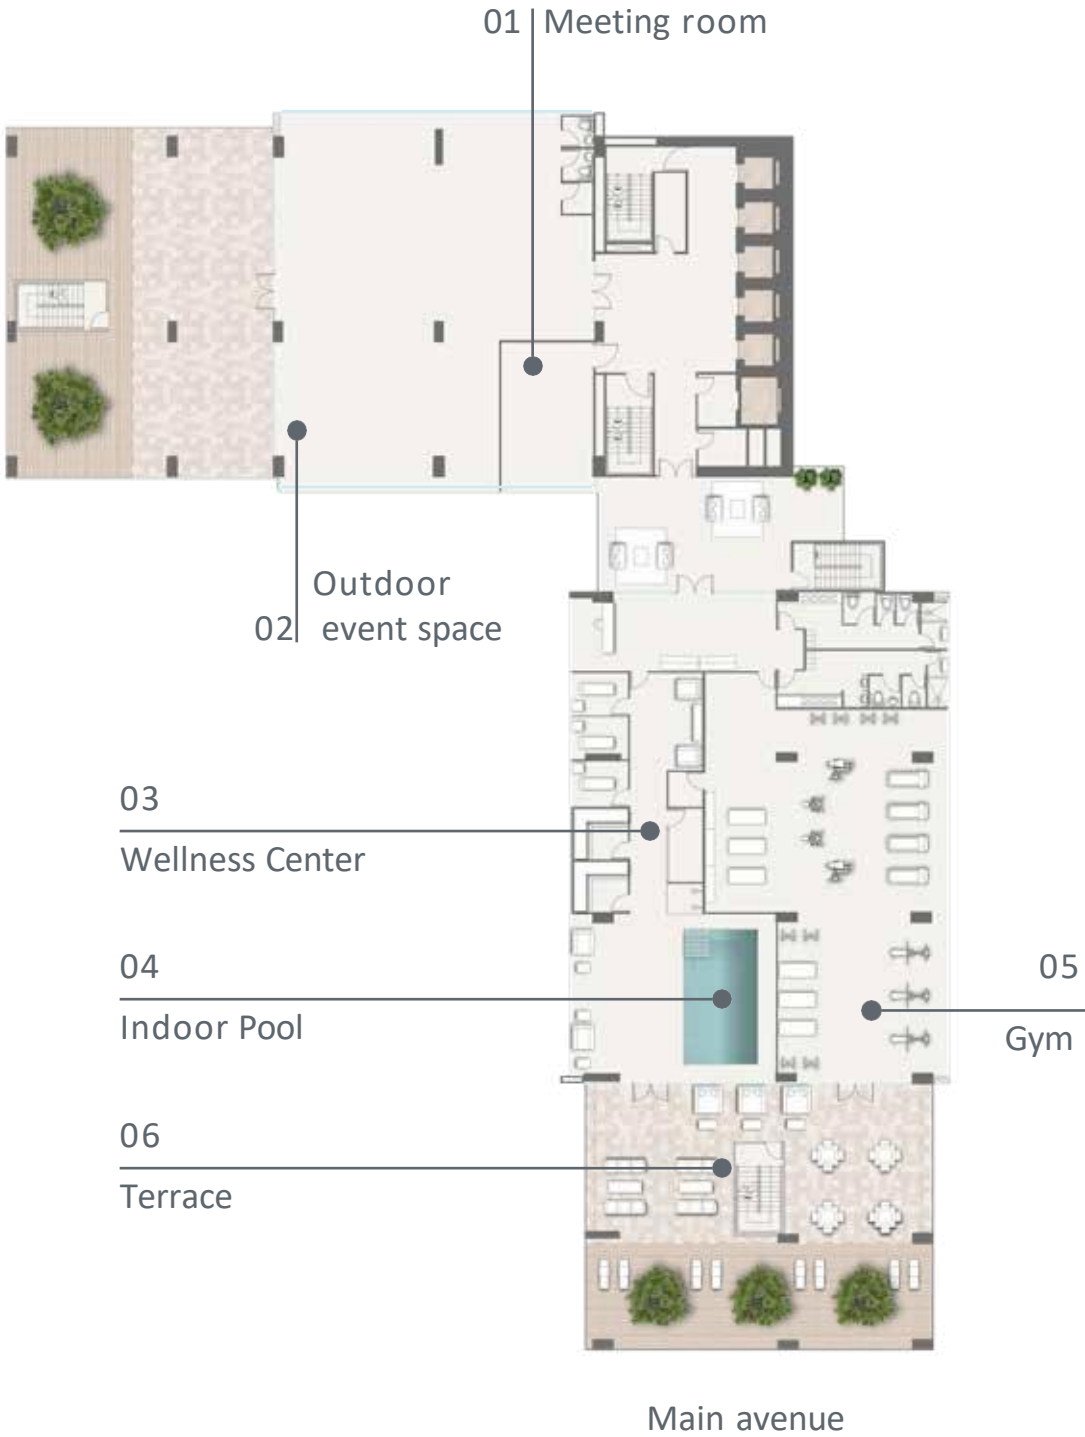 01 Meeting room
Outdoor
02 event space
03
Wellness Center
04
Indoor Pool
05
Gym
06
Terrace
Main avenue